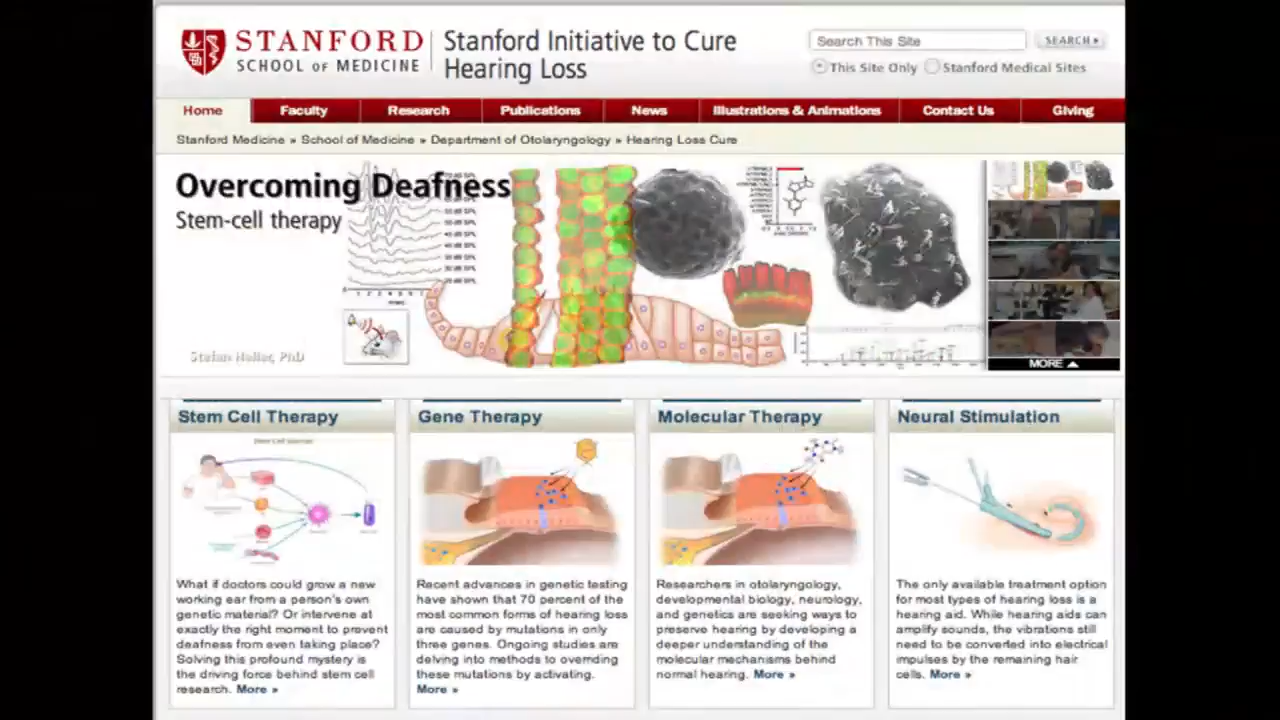 STANFORD
SCHOOL OF MEDICINE
Stanford Initiative to Cure
Hearing Loss
Search This Site
SEARCH
This Site Only
Stanford Medical Sites
Home
Faculty
Research
Publications
News
Illustrations & Animations
Contact Us
Giving
Stanford Medicine » School of Medicine » Department of Otolaryngology » Hearing Loss Cure
Overcoming Deafness
Stem-cell therapy
Stefan Heller, PhD
MORE
Stem Cell Therapy
What if doctors could grow a new
working ear from a person's own
genetic material? Or intervene at
exactly the right moment to prevent
deafness from even taking place?
Solving this profound mystery is
the driving force behind stem cell
research. More »
Gene Therapy
Recent advances in genetic testing
have shown that 70 percent of the
most common forms of hearing loss
are caused by mutations in only
three genes. Ongoing studies are
delving into methods to overriding
these mutations by activating.
More »
Molecular Therapy
Researchers in otolaryngology,
developmental biology, neurology,
and genetics are seeking ways to
preserve hearing by developing a
deeper understanding of the
molecular mechanisms behind
normal hearing. More »
Neural Stimulation
The only available treatment option
for most types of hearing loss is a
hearing aid. While hearing aids can
amplify sounds, the vibrations still
need to be converted into electrical
impulses by the remaining hair
cells. More »